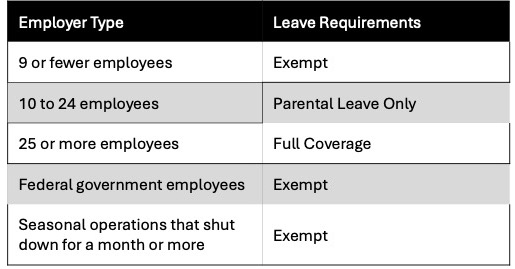 Employer Type
Leave Requirements
9 or fewer employees
Exempt
10 to 24 employees
Parental Leave Only
25 or more employees
Full Coverage
Federal government employees
Exempt
Seasonal operations that shut
down for a month or more
Exempt